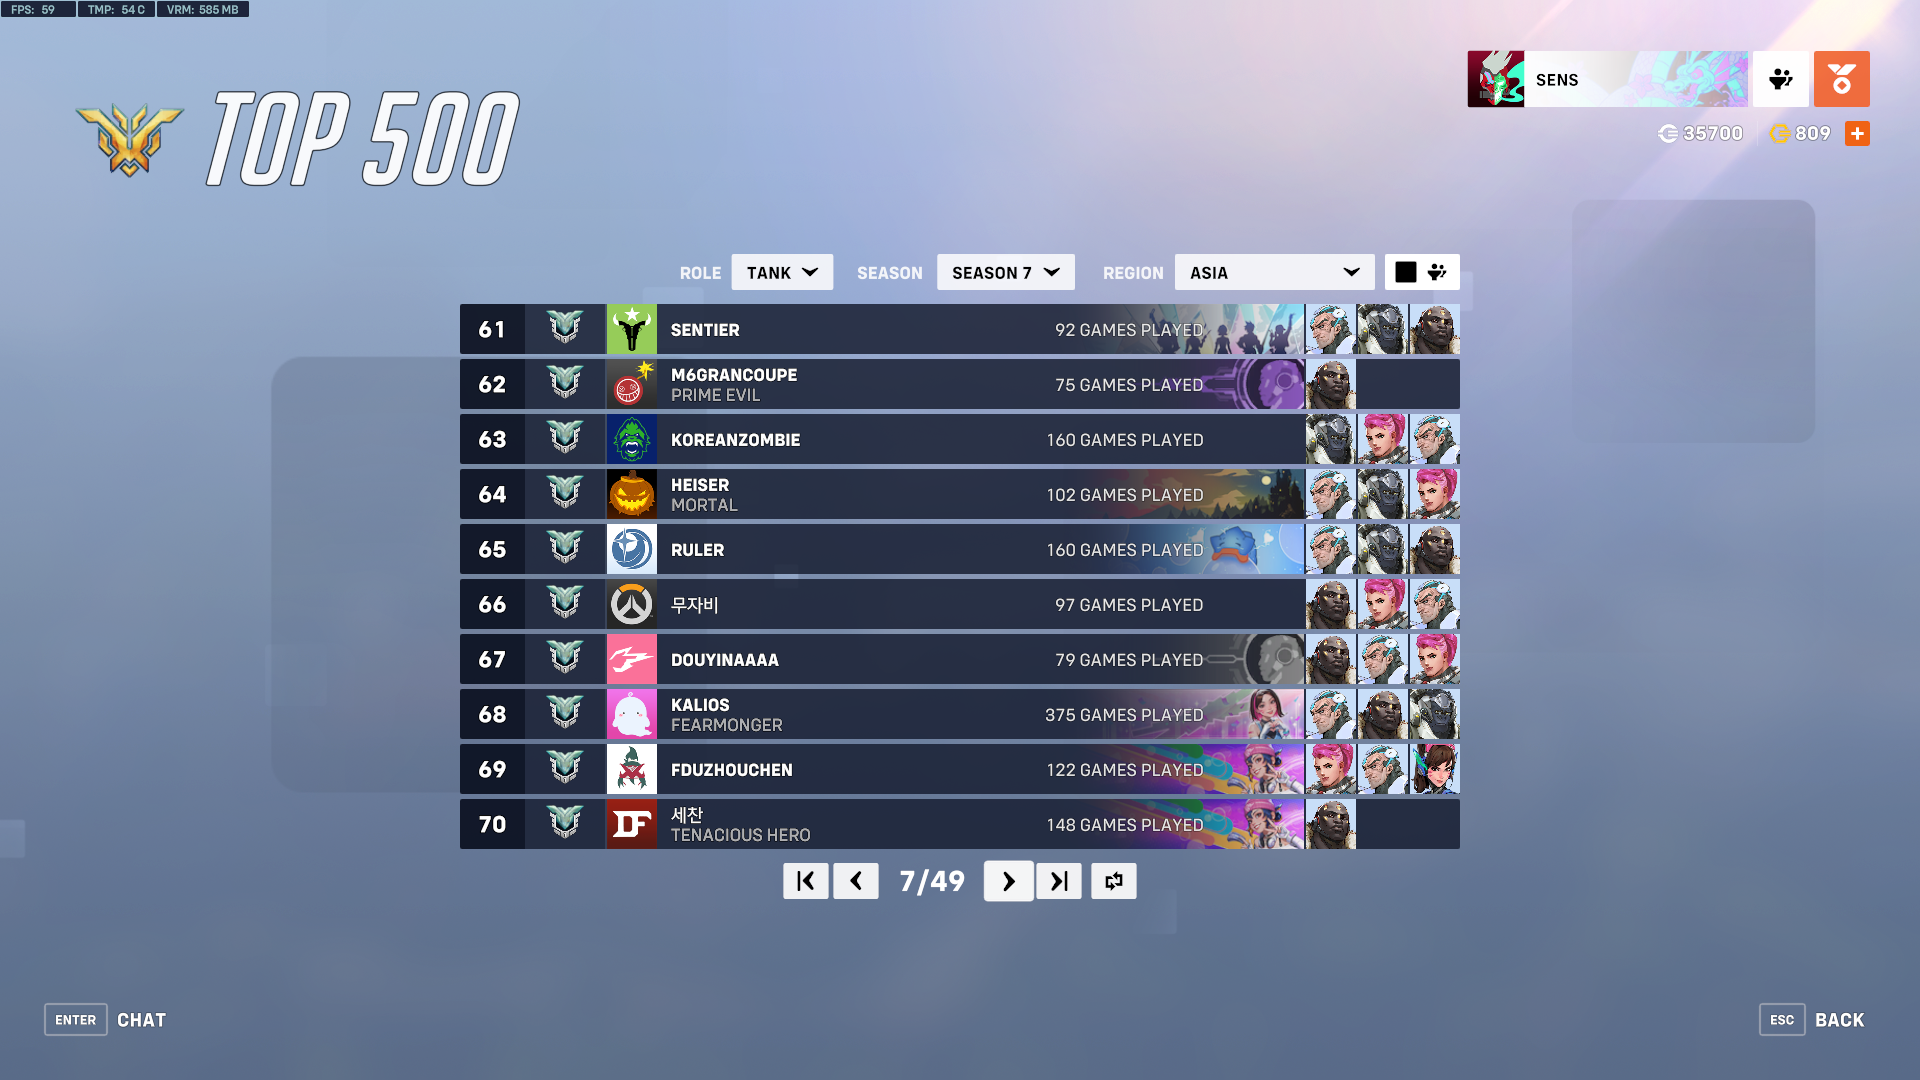 FPS: 59 TMP: 54 C VRM: 585 MB
TOP 500
SENS
35700 809
ROLE TANK SEASON SEASON 7 REGION ASIA
61 SENTIER 92 GAMES PLAYED
62 M6GRANCOUPE 75 GAMES PLAYED
PRIME EVIL
63 KOREANZOMBIE 160 GAMES PLAYED
64 HEISER 102 GAMES PLAYED
MORTAL
65 RULER 160 GAMES PLAYED
66 무자비 97 GAMES PLAYED
67 DOUYINAAAA 79 GAMES PLAYED
68 KALIOS 375 GAMES PLAYED
FEARMONGER
69 FDUZHOUCHEN 122 GAMES PLAYED
70 DF 세찬 148 GAMES PLAYED
TENACIOUS HERO
7/49
ENTER CHAT
ESC BACK